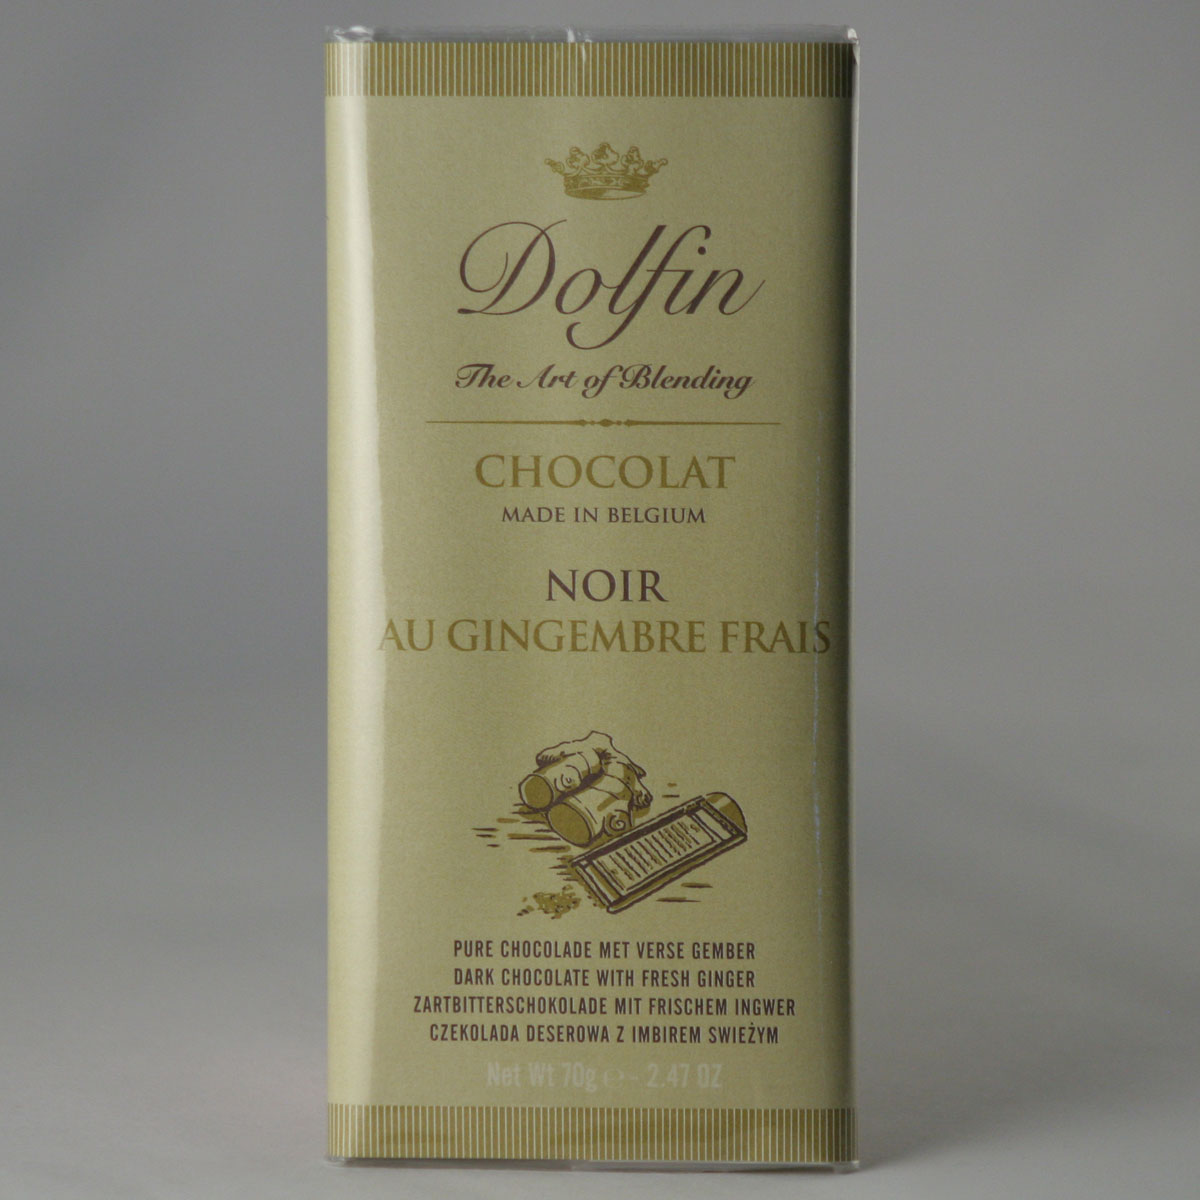 Dolfin
The Art of Blending
CHOCOLAT
MADE IN BELGIUM
NOIR
AU GINGEMBRE FRAIS
PURE CHOCOLADE MET VERSE GEMBER
DARK CHOCOLATE WITH FRESH GINGER
ZARTBITTERSCHOKOLADE MIT FRISCHEM INGWER
CZEKOLADA DESEROWA Z IMBIREM SWIEŻYM
Net Wt 70g ℮ - 2.47 OZ